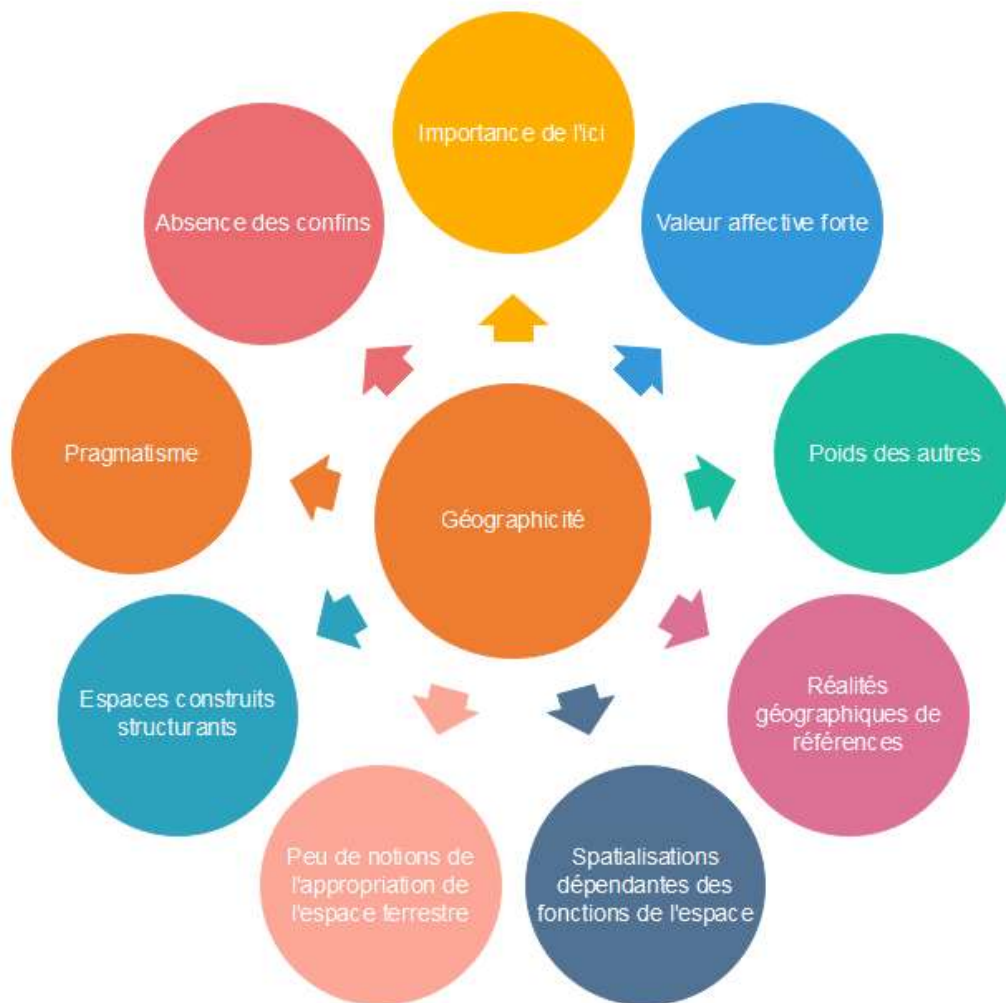 Importance de l'ici
Absence des confins
Valeur affective forte
Pragmatisme
Poids des autres
Géographicité
Espaces construits
structurants
Réalités
géographiques de
références
Peu de notions de
l'appropriation de
l'espace terrestre
Spatialisations
dépendantes des
fonctions de l'espace